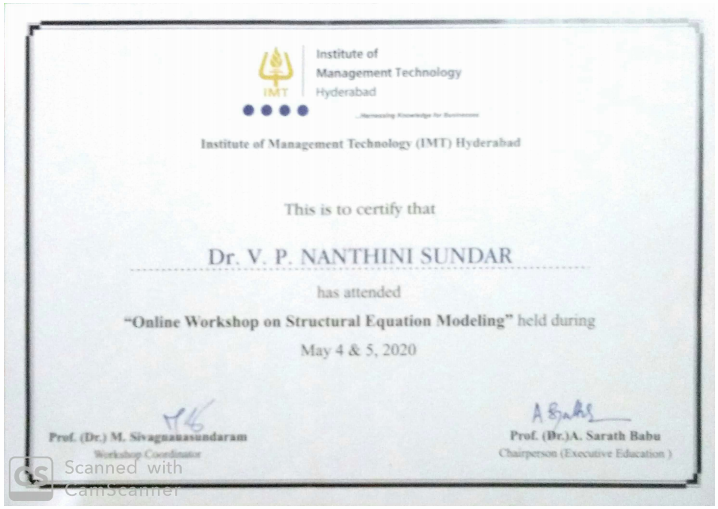 Institute of
Management Technology
Hyderabad
IMT
...Harnessing Knowledge for Businesses
Institute of Management Technology (IMT) Hyderabad
This is to certify that
Dr. V. P. NANTHINI SUNDAR
has attended
“Online Workshop on Structural Equation Modeling” held during
May 4 & 5, 2020
Prof. (Dr.) M. Sivagnanasundaram
Workshop Coordinator
Prof. (Dr.)A. Sarath Babu
Chairperson (Executive Education )
CS
Scanned with
CamScanner